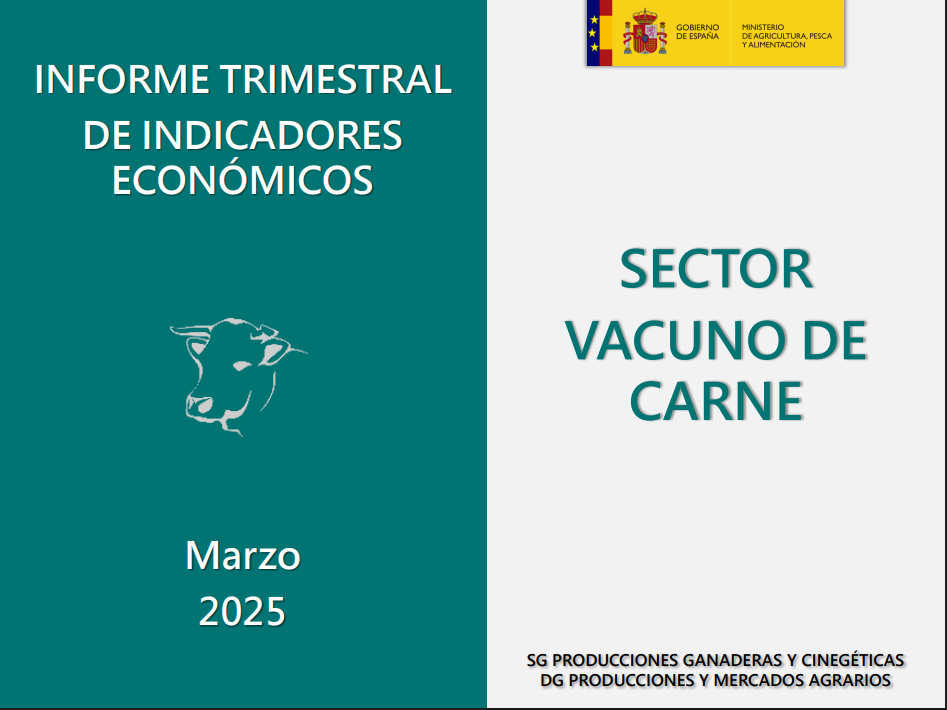 INFORME TRIMESTRAL
DE INDICADORES
ECONÓMICOS
Marzo
2025
GOBIERNO
DE ESPAÑA
MINISTERIO
DE AGRICULTURA, PESCA
Y ALIMENTACIÓN
SECTOR
VACUNO DE
CARNE
SG PRODUCCIONES GANADERAS Y CINEGÉTICAS
DG PRODUCCIONES Y MERCADOS AGRARIOS